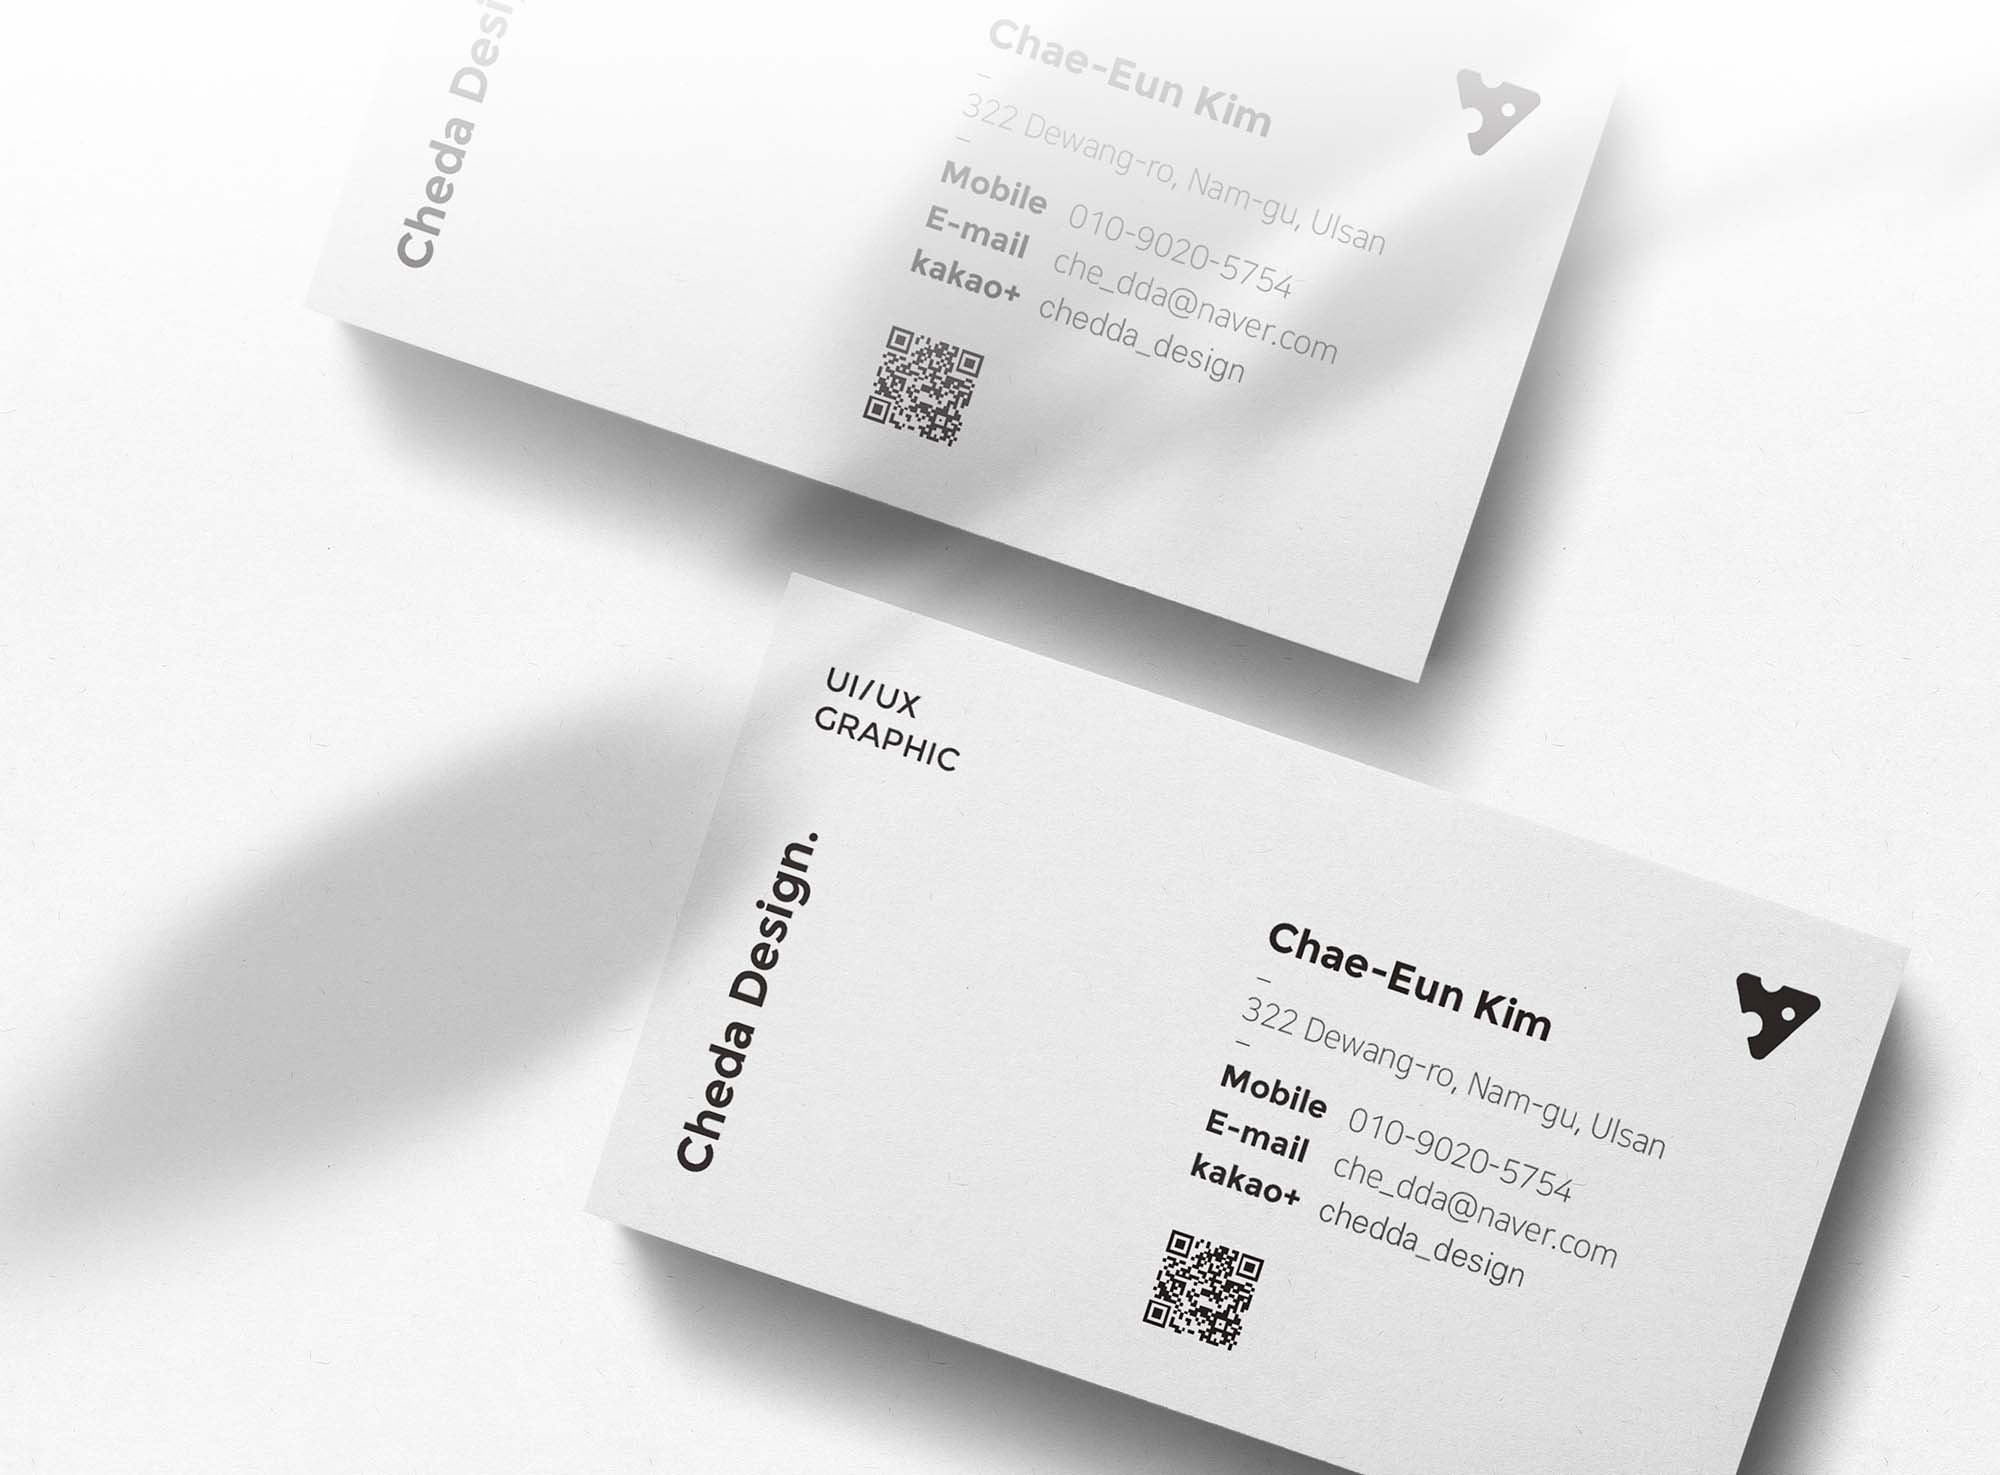 Cheda Desi
Chae-Eun Kim
322 Dewang-ro, Nam-gu, Ulsan
Mobile 010-9020-5754
E-mail che_dda@naver.com
kakao+ chedda_design
UI/UX
GRAPHIC
Cheda Design.
Chae-Eun Kim
322 Dewang-ro, Nam-gu, Ulsan
Mobile 010-9020-5754
E-mail che_dda@naver.com
kakao+ chedda_design